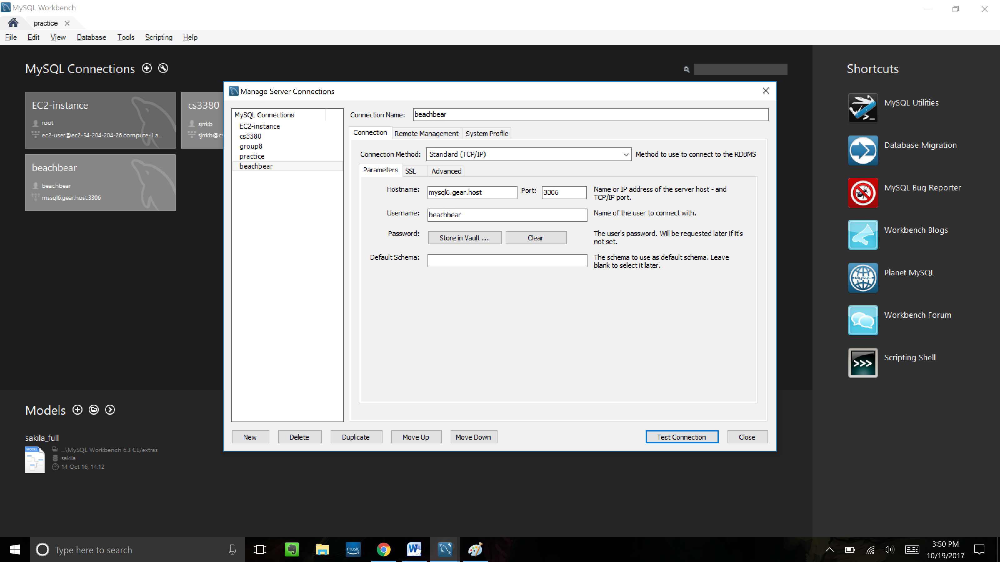 MySQL Workbench
practice
File Edit View Database Tools Scripting Help
MySQL Connections
EC2-instance
root
ec2-user@ec2-54-204-204-26.compute-1.a...
cs3380
sjrrkb
sjrrkb@cs
beachbear
beachbear
mssql6.gear.host:3306
Manage Server Connections
MySQL Connections
EC2-instance
cs3380
group8
practice
beachbear
Connection Name: beachbear
Connection Remote Management System Profile
Connection Method: Standard (TCP/IP) Method to use to connect to the RDBMS
Parameters SSL Advanced
Hostname: mysql6.gear.host Port: 3306 Name or IP address of the server host - and
TCP/IP port.
Username: beachbear Name of the user to connect with.
Password: Store in Vault ... Clear The user's password. Will be requested later if it's
not set.
Default Schema: The schema to use as default schema. Leave
blank to select it later.
New Delete Duplicate Move Up Move Down Test Connection Close
Shortcuts
MySQL Utilities
Database Migration
MySQL Bug Reporter
Workbench Blogs
MySQL
Planet MySQL
Workbench Forum
>>>
Scripting Shell
Models
sakila_full
MODEL
...\MySQL Workbench 6.3 CE/extras
sakila
14 Oct 16, 14:12
Type here to search
music
W
3:50 PM
10/19/2017